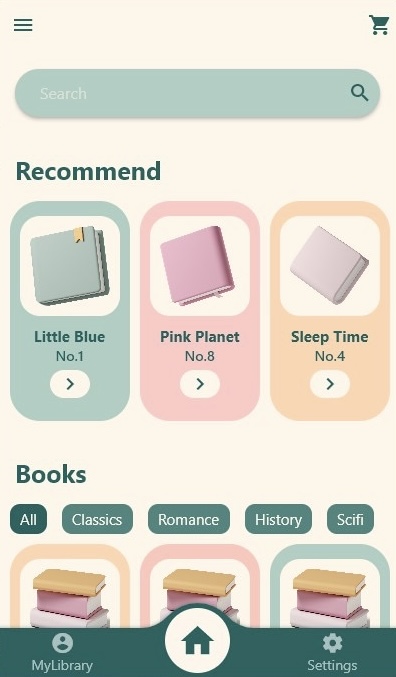 Search
Recommend
Little Blue
No.1
Pink Planet
No.8
Sleep Time
No.4
Books
All Classics Romance History Scifi
MyLibrary Settings